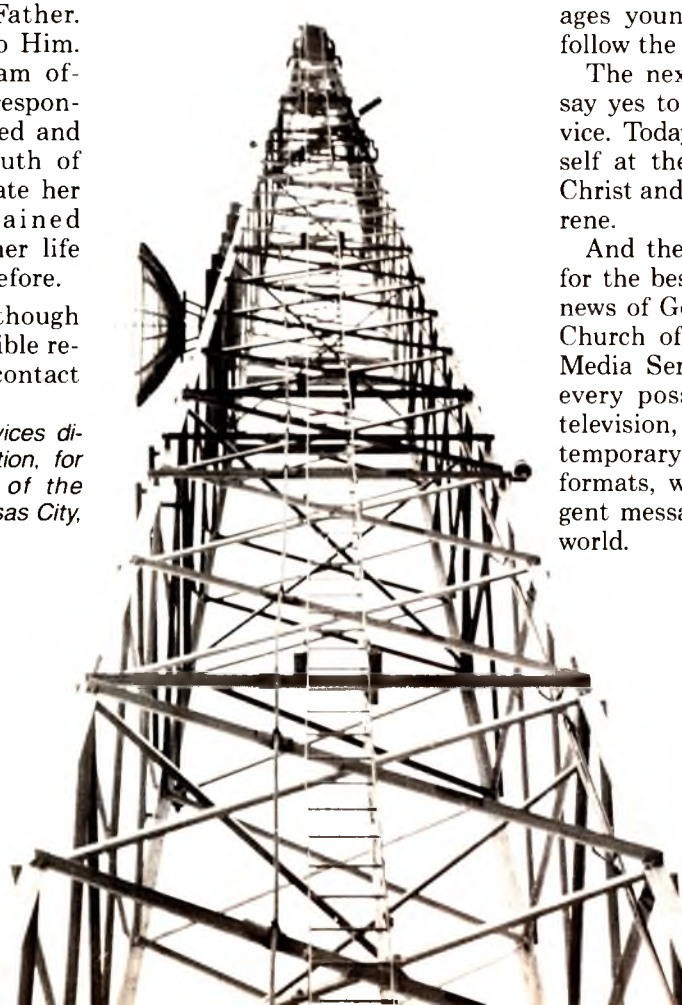 Father.
o Him.
am of-
respon-
ed and
uth of
ate her
ained
her life
efore.
though
ible re-
contact
vices di-
tion, for
of the
sas City,
ages youn
follow the
The nex
say yes to
vice. Today
self at the
Christ and
rene.
And the
for the bes
news of Go
Church of
Media Ser
every poss
television,
temporary
formats, w
gent messa
world.